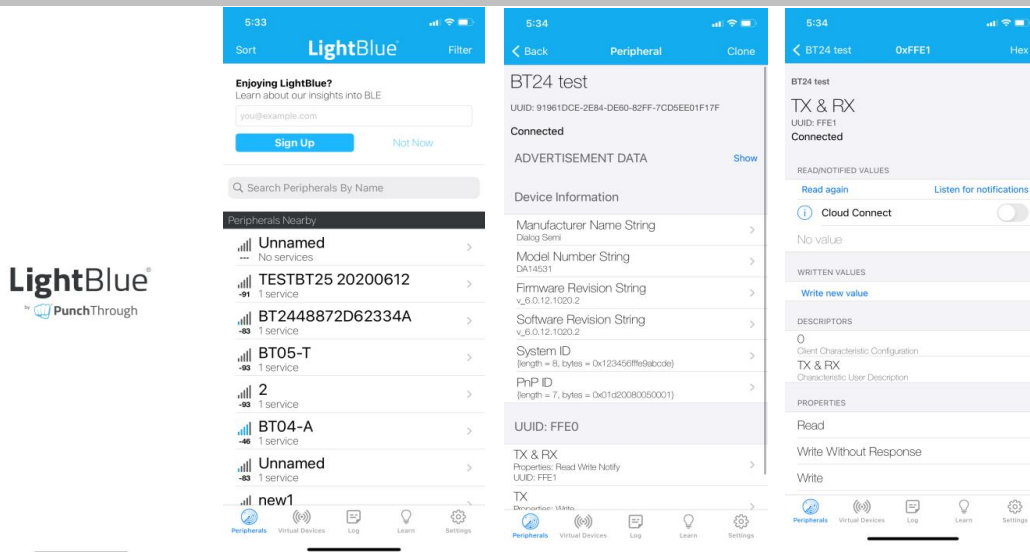 LightBlue®
by PunchThrough
5:33
Sort LightBlue® Filter
Enjoying LightBlue?
Learn about our insights into BLE
you@example.com
Sign Up Not Now
Search Peripherals By Name
Peripherals Nearby
Unnamed
--- No services
TESTBT25 20200612
-91 1 service
BT2448872D62334A
-83 1 service
BT05-T
-93 1 service
2
-93 1 service
BT04-A
-46 1 service
Unnamed
-83 1 service
new1
Peripherals Virtual Devices Log Learn Settings
5:34
Back Peripheral Clone
BT24 test
UUID: 91961DCE-2E84-DE60-82FF-7CD5EE01F17F
Connected
ADVERTISEMENT DATA Show
Device Information
Manufacturer Name String
Dialog Semi
Model Number String
DA14531
Firmware Revision String
v_6.0.12.1020.2
Software Revision String
v_6.0.12.1020.2
System ID
{length = 8, bytes = 0x123456fffe9abcde}
PnP ID
{length = 7, bytes = 0x01d20080050001}
UUID: FFE0
TX & RX
Properties: Read Write Notify
UUID: FFE1
TX
Properties: Write
Peripherals Virtual Devices Log Learn Settings
5:34
BT24 test 0xFFE1 Hex
BT24 test
TX & RX
UUID: FFE1
Connected
READ/NOTIFIED VALUES
Read again Listen for notifications
Cloud Connect
No value
WRITTEN VALUES
Write new value
DESCRIPTORS
0
Client Characteristic Configuration
TX & RX
Characteristic User Description
PROPERTIES
Read
Write Without Response
Write
Peripherals Virtual Devices Log Learn Settings